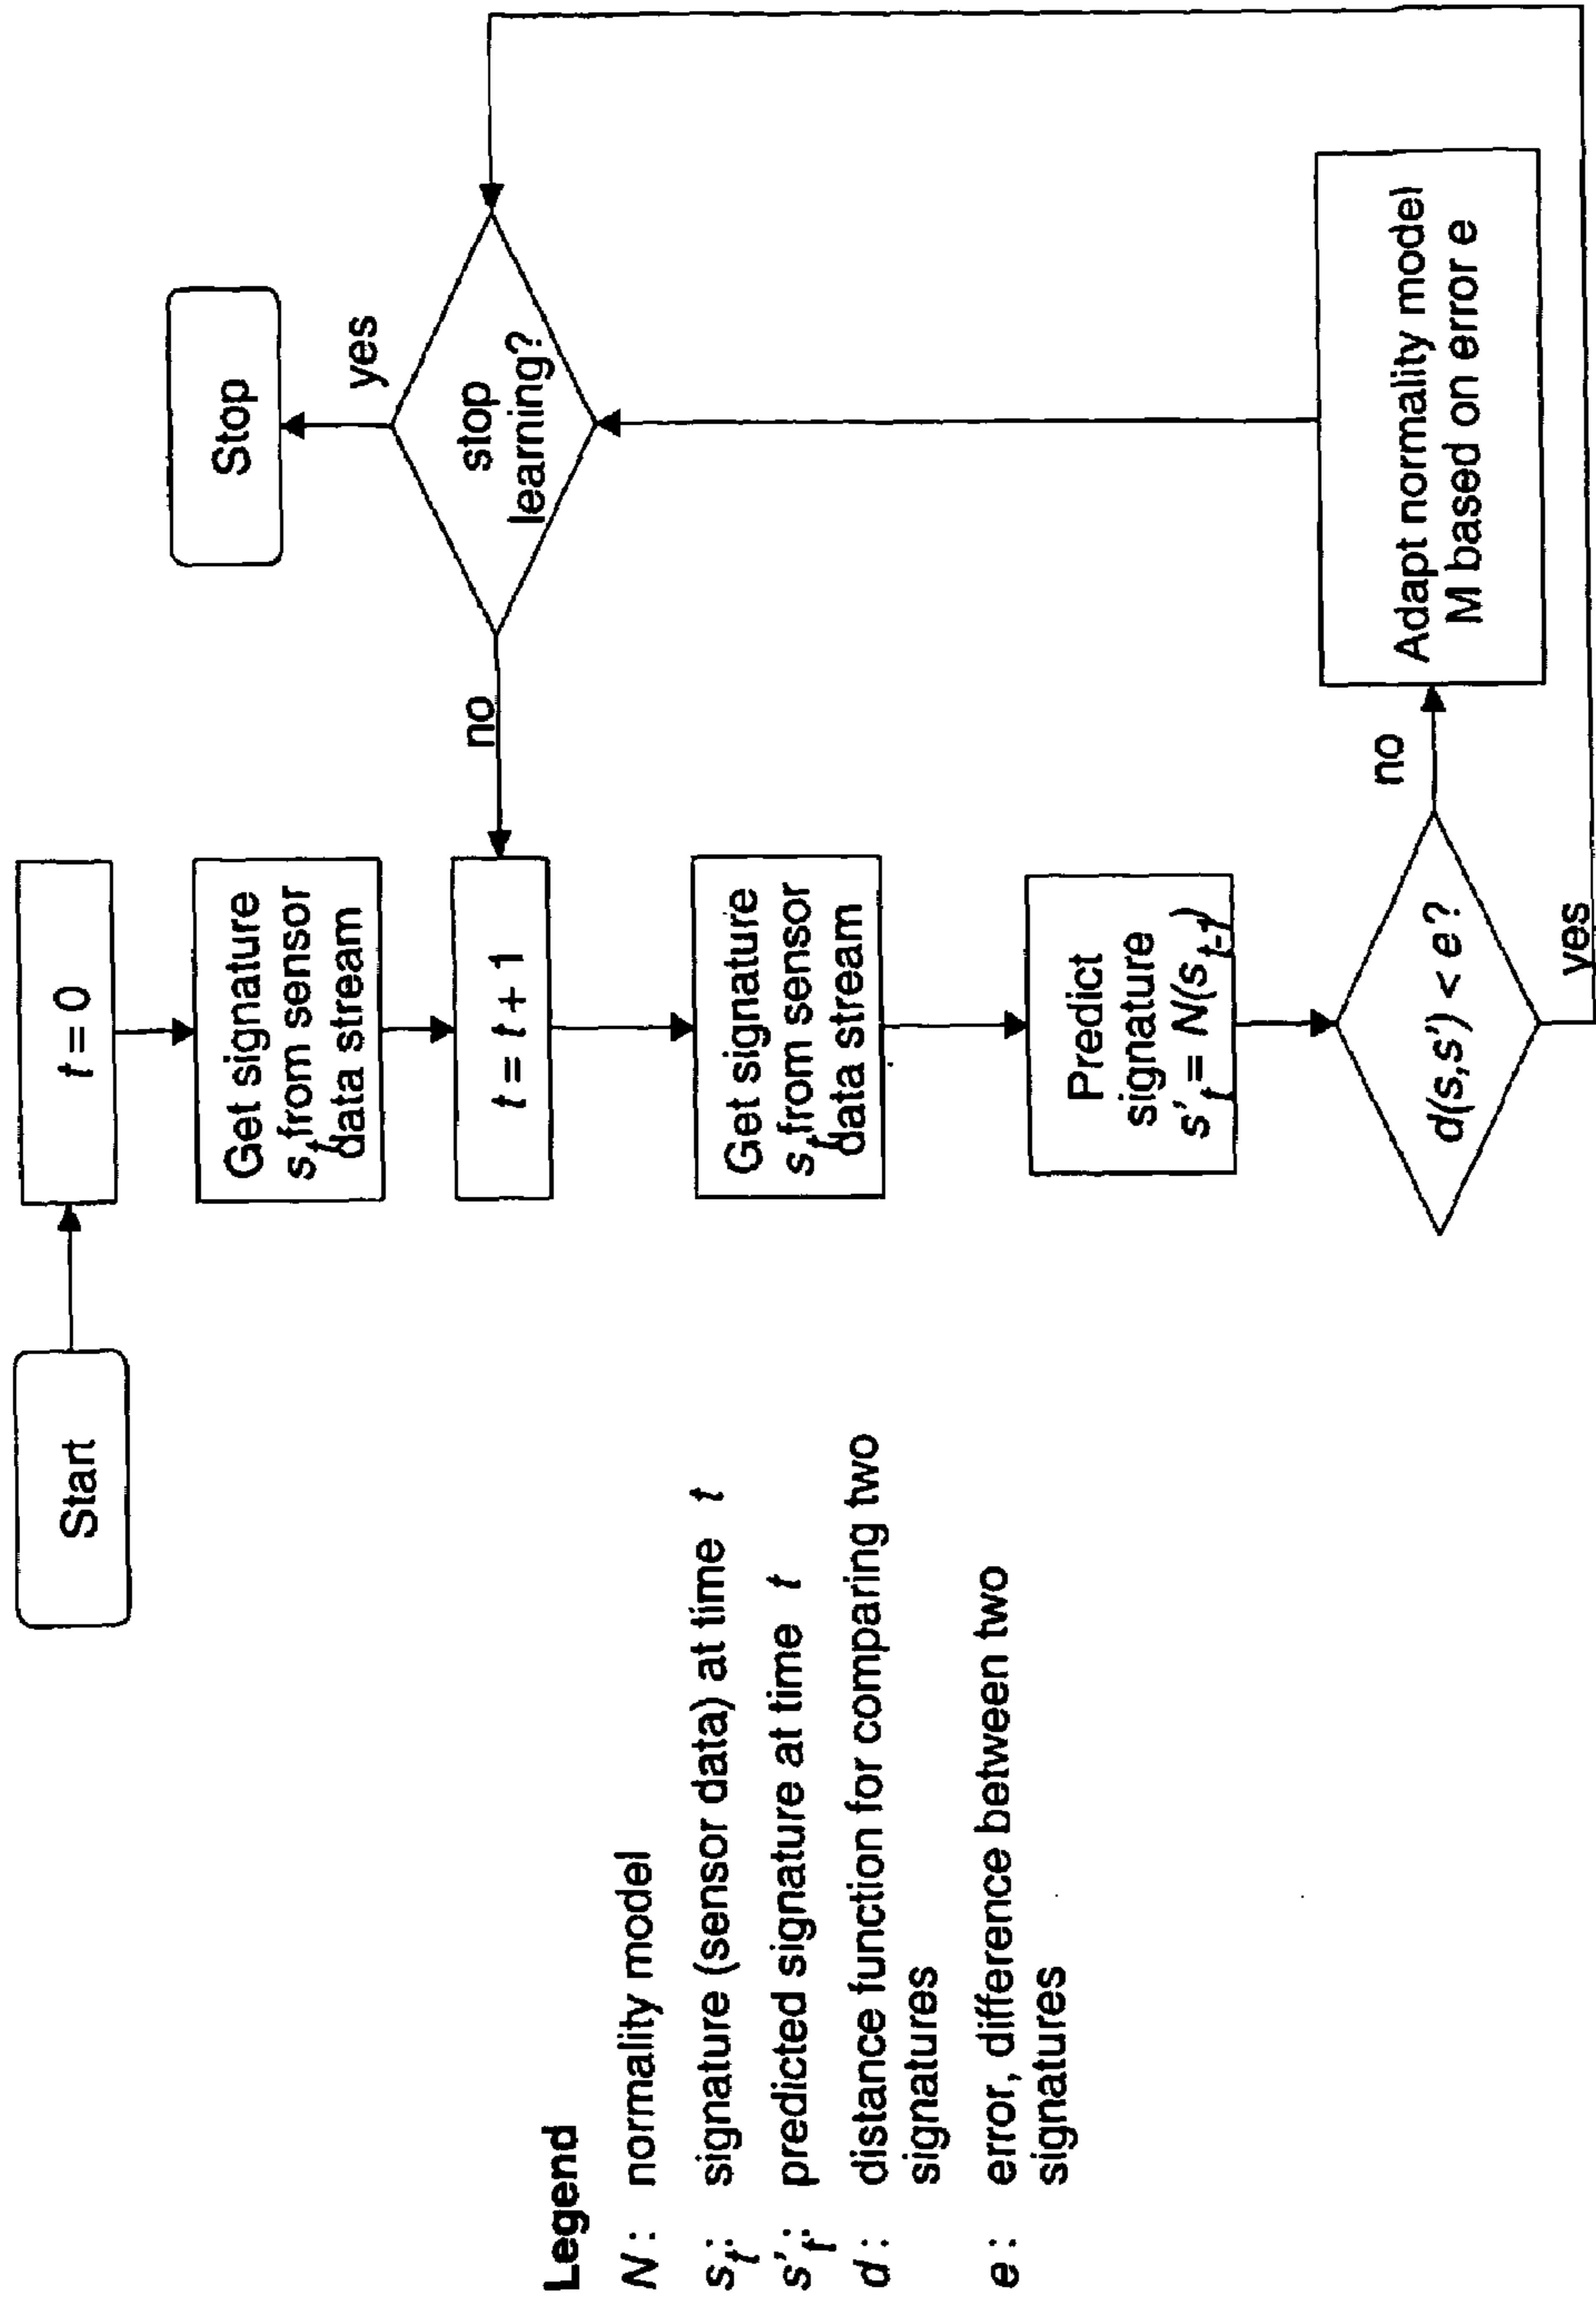 Start
t = 0
Get signature
s_t from sensor
data stream
t = t + 1
Get signature
s_t from sensor
data stream
Predict
signature
s'_t = N(s_{t-1})
d(s,s') < e?
no
yes
Adapt normality model
M based on error e
stop
learning?
no
yes
Stop
Legend
N : normality model
s_t: signature (sensor data) at time t
s'_t: predicted signature at time t
d : distance function for comparing two
signatures
e : error, difference between two
signatures